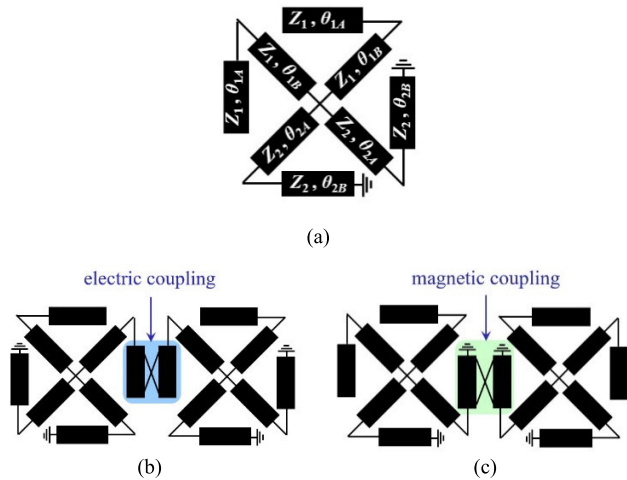 Z₁, θ₁A
Z₁, θ₁A
Z₁, θ₁B
Z₁, θ₁B
Z₂, θ₂A
Z₂, θ₂A
Z₂, θ₂B
Z₂, θ₂B
(a)
electric coupling
magnetic coupling
(b)
(c)